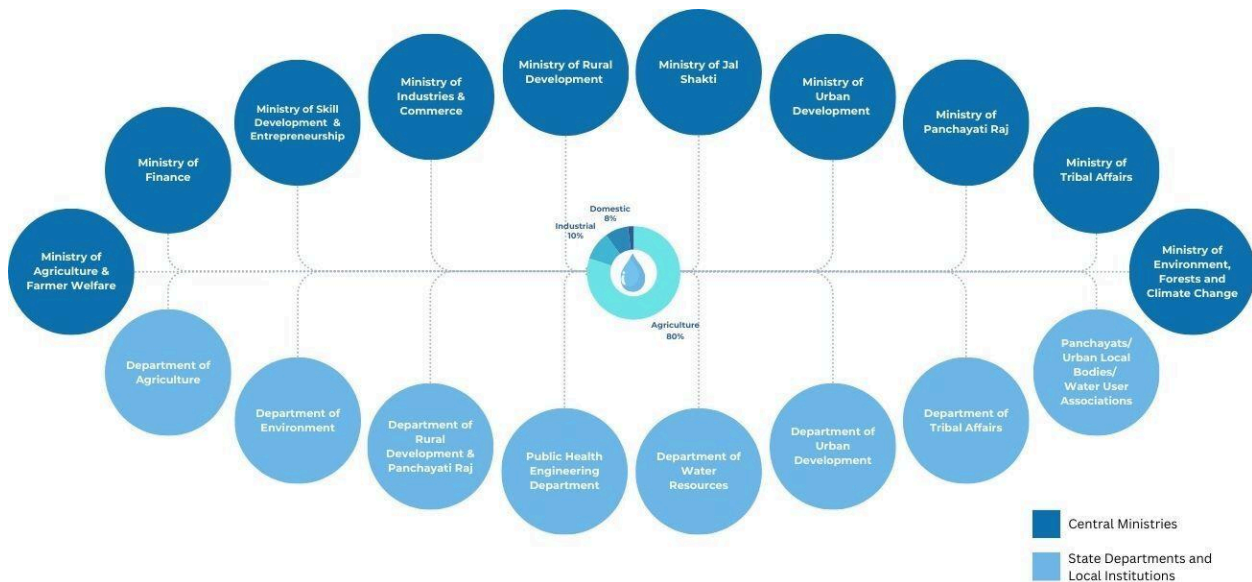 Ministry of Rural
Development
Ministry of Jal
Shakti
Ministry of
Industries &
Commerce
Ministry of
Urban
Development
Ministry of Skill
Development &
Entrepreneurship
Ministry of
Panchayati Raj
Ministry of
Finance
Ministry of
Tribal Affairs
Ministry of
Agriculture &
Farmer Welfare
Ministry of
Environment,
Forests and
Climate Change
Domestic
8%
Industrial
10%
Agriculture
80%
Department of
Agriculture
Department of
Environment
Department of
Rural
Development &
Panchayati Raj
Public Health
Engineering
Department
Department of
Water
Resources
Department of
Urban
Development
Department of
Tribal Affairs
Panchayats/
Urban Local
Bodies/
Water User
Associations
Central Ministries
State Departments and
Local Institutions